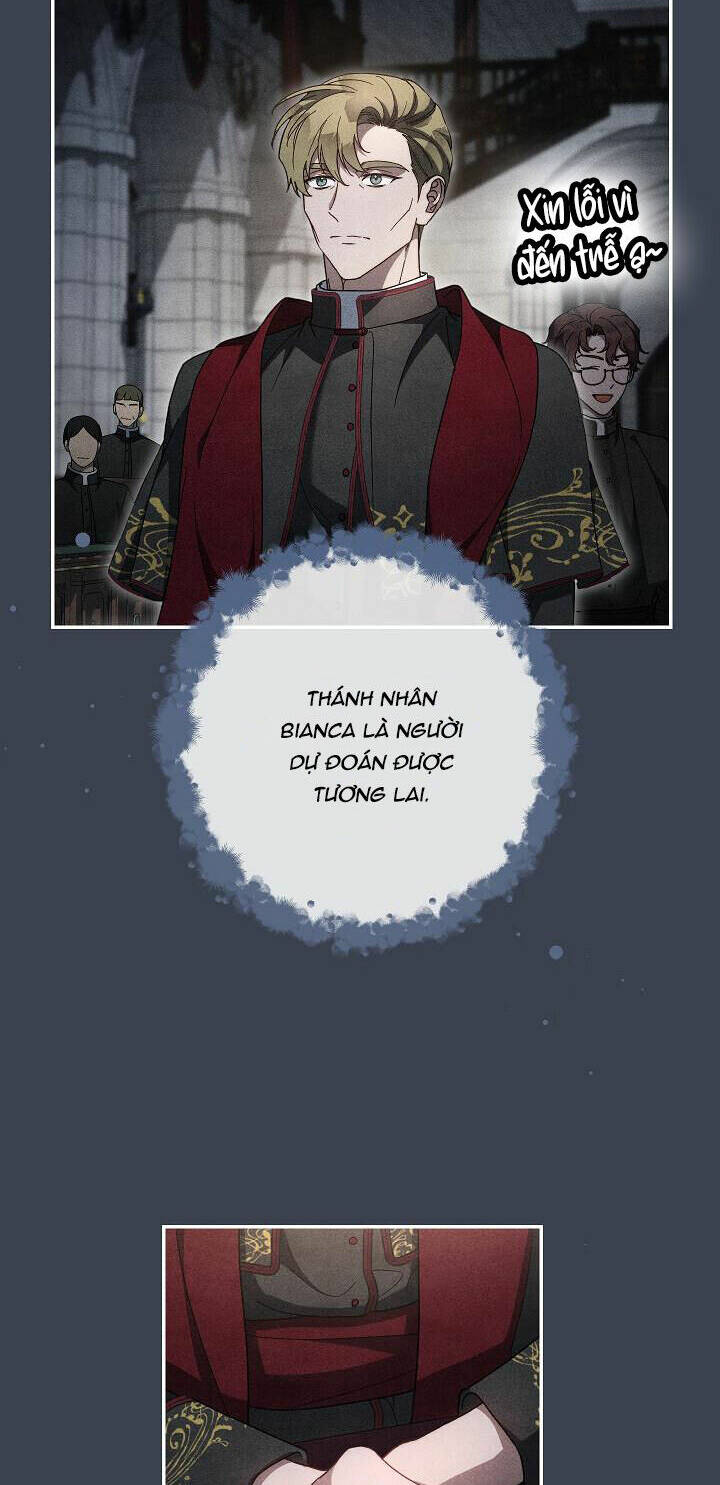 Xin lỗi vì
đến trễ ạ~
THÁNH NHÂN
BIANCA LÀ NGƯỜI
DỰ ĐOÁN ĐƯỢC
TƯƠNG LAI.